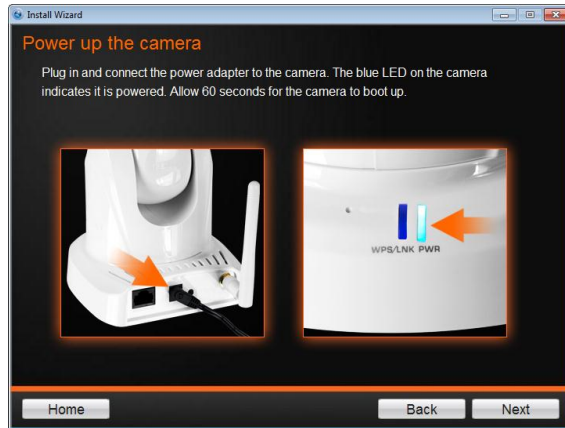 Install Wizard
Power up the camera
Plug in and connect the power adapter to the camera. The blue LED on the camera
indicates it is powered. Allow 60 seconds for the camera to boot up.
WPS/LNK PWR
Home
Back
Next